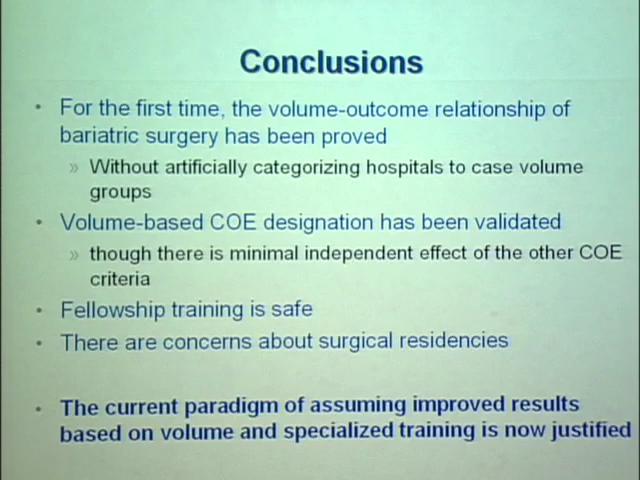 Conclusions
• For the first time, the volume-outcome relationship of
bariatric surgery has been proved
» Without artificially categorizing hospitals to case volume
groups
• Volume-based COE designation has been validated
» though there is minimal independent effect of the other COE
criteria
• Fellowship training is safe
• There are concerns about surgical residencies
• The current paradigm of assuming improved results
based on volume and specialized training is now justified